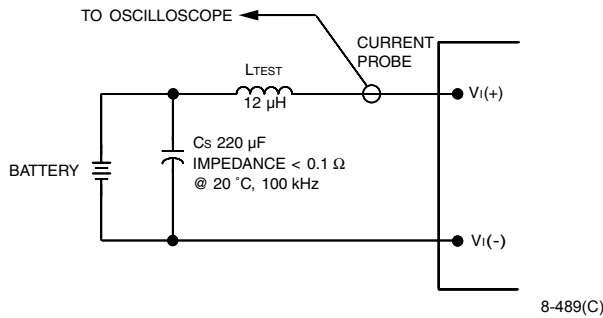 TO OSCILLOSCOPE
CURRENT
PROBE
LTEST
12 µH
VI(+)
CS 220 µF
IMPEDANCE < 0.1 Ω
@ 20 ˚C, 100 kHz
BATTERY
VI(-)
8-489(C)